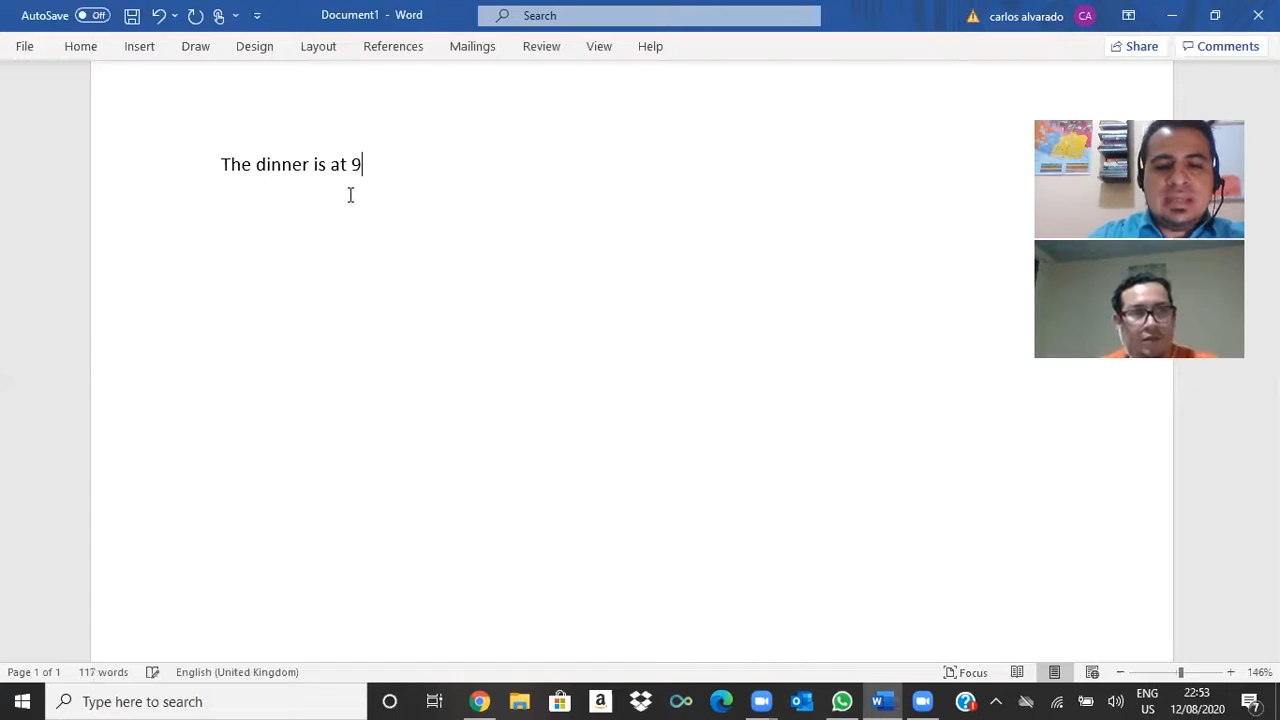 AutoSave Off Document1 - Word Search carlos alvarado CA
File Home Insert Draw Design Layout References Mailings Review View Help Share Comments
The dinner is at 9
Page 1 of 1 117 words English (United Kingdom) Focus 146%
Type here to search ENG 22:53
US 12/08/2020 7